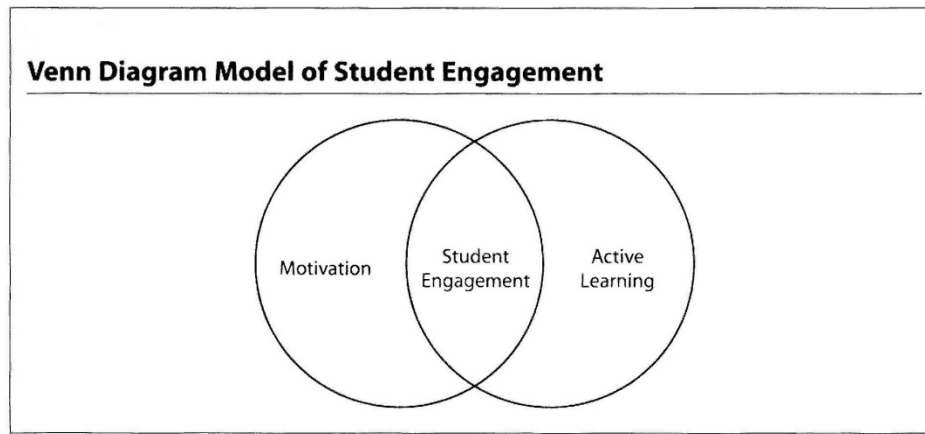 Venn Diagram Model of Student Engagement
Motivation
Student
Engagement
Active
Learning